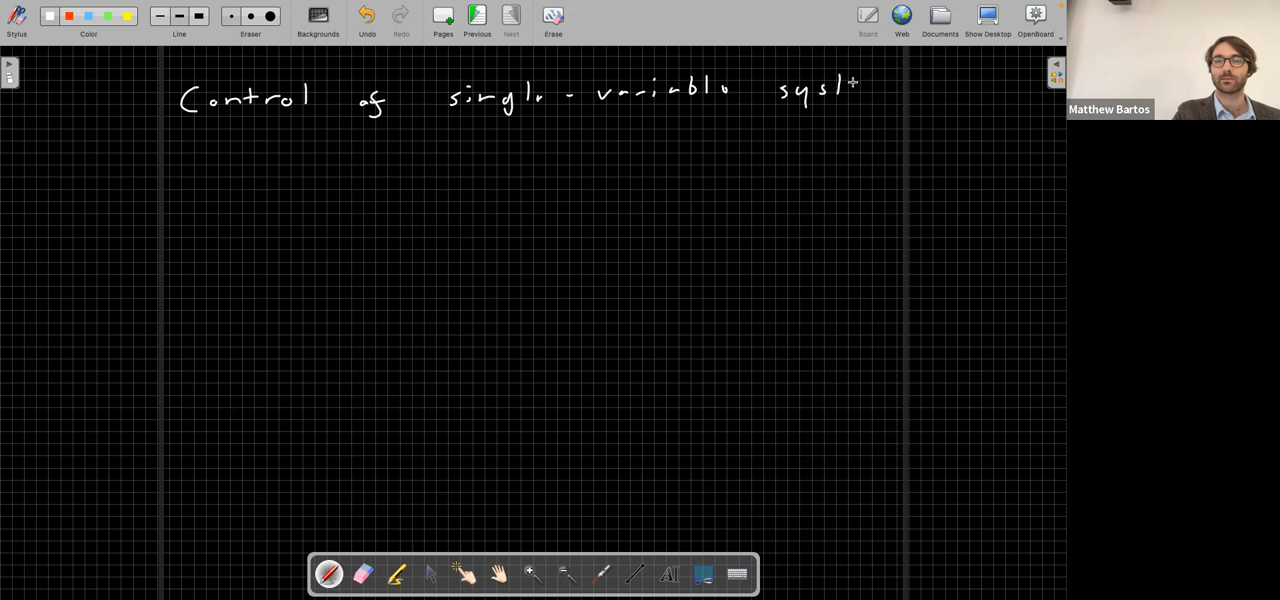 Stylus Color Line Eraser Backgrounds Undo Redo Pages Previous Next Erase Board Web Documents Show Desktop OpenBoard
Matthew Bartos
Control of single-variable syst